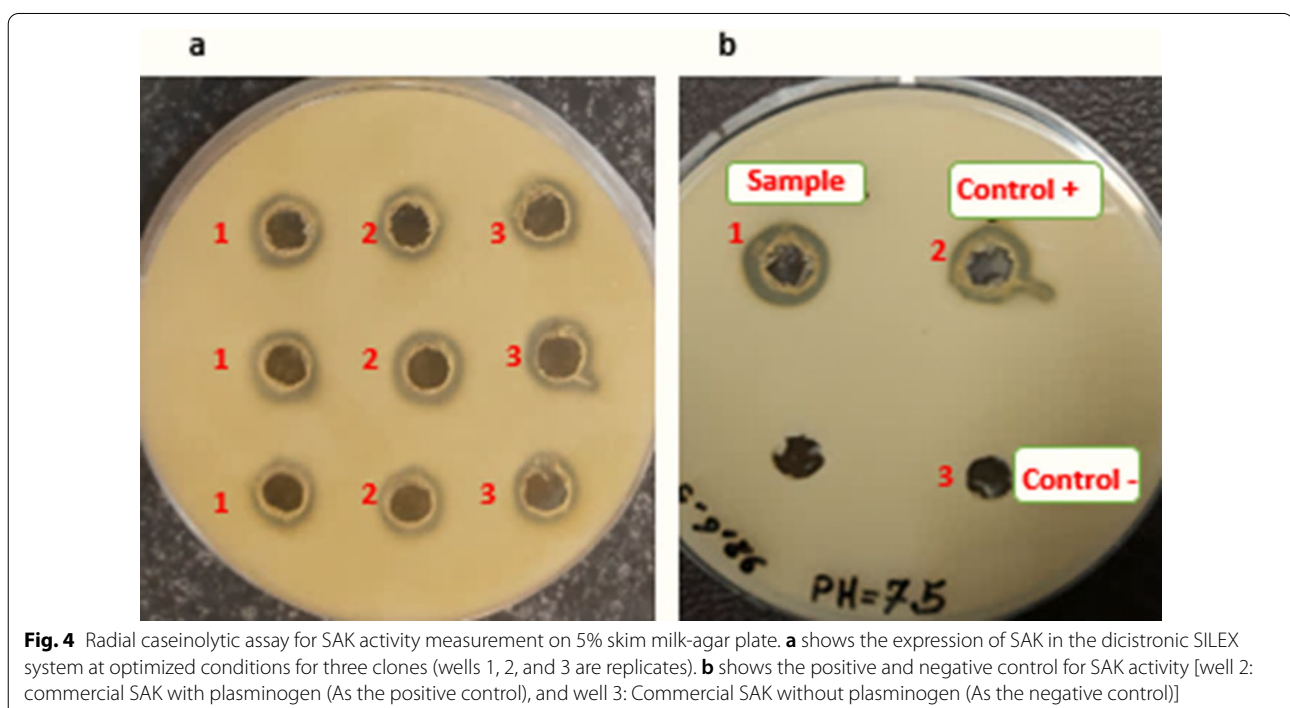 a
b
1 2 3
1 2 3
1 2 3
Sample
Control +
1
2
3 Control -
PH=7.5
Fig. 4 Radial caseinolytic assay for SAK activity measurement on 5% skim milk-agar plate. a shows the expression of SAK in the dicistronic SILEX
system at optimized conditions for three clones (wells 1, 2, and 3 are replicates). b shows the positive and negative control for SAK activity [well 2:
commercial SAK with plasminogen (As the positive control), and well 3: Commercial SAK without plasminogen (As the negative control)]